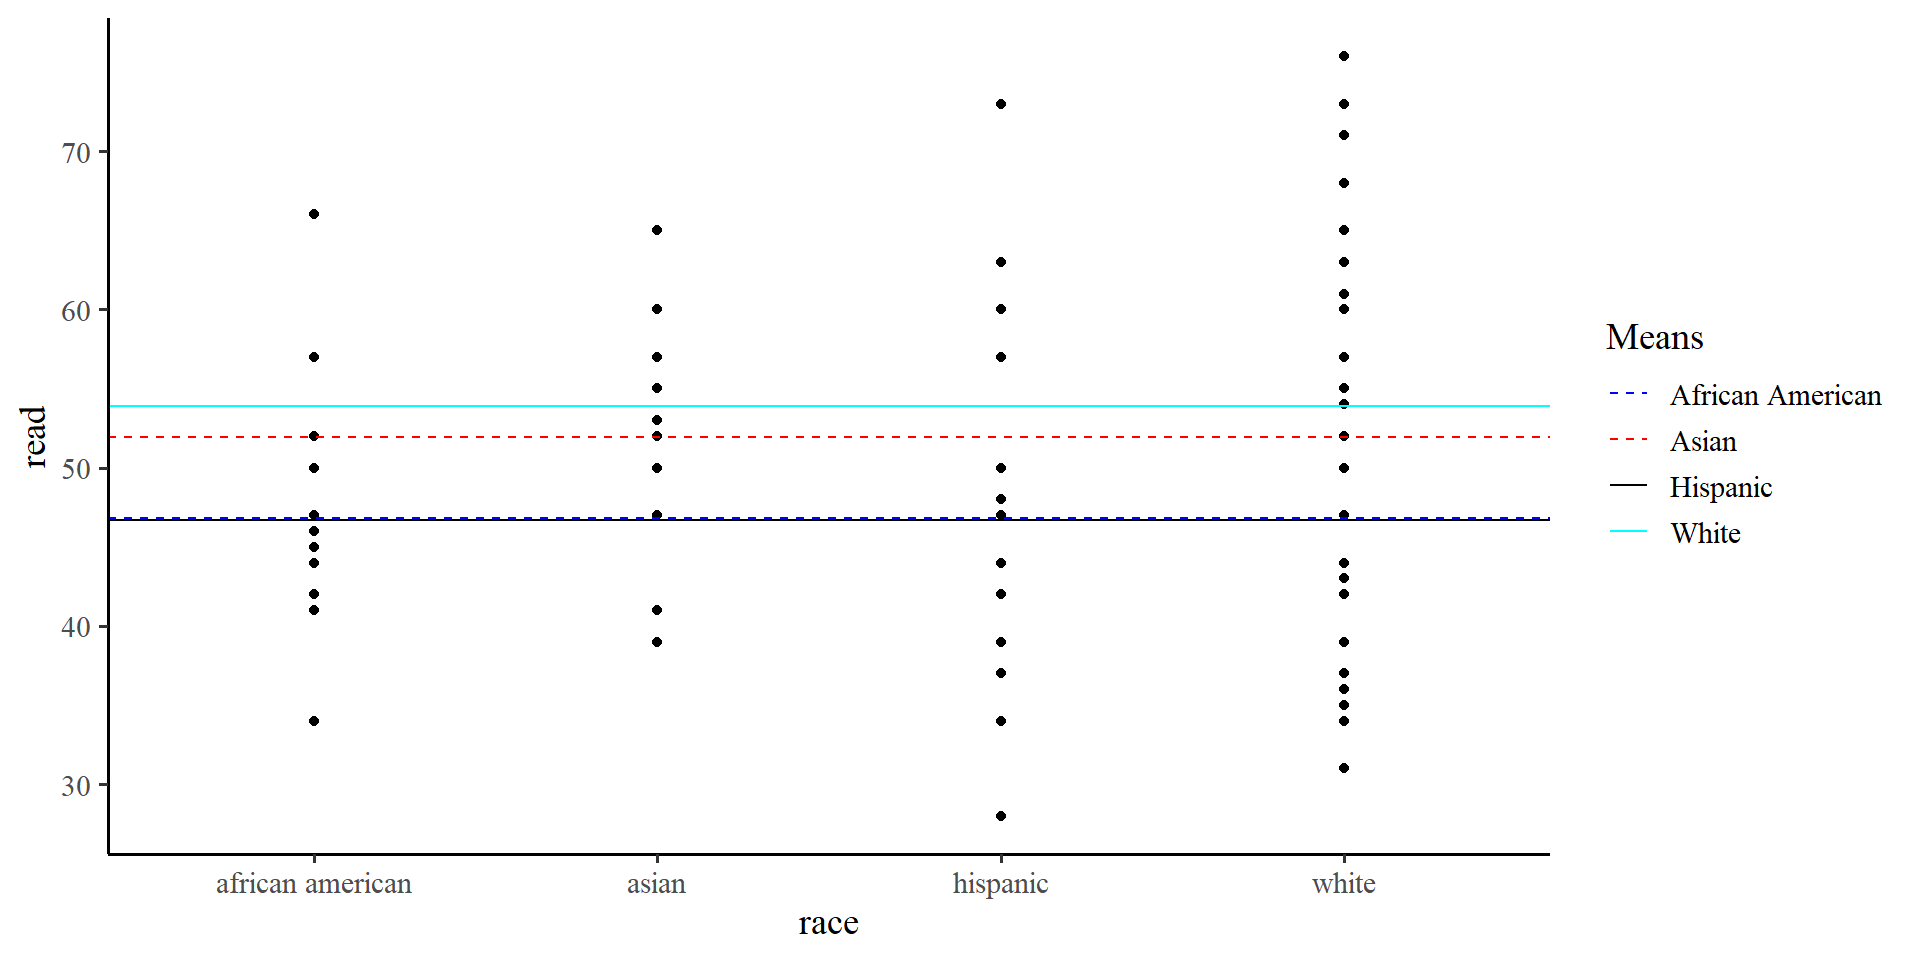 70
60
50
40
30
read
african american
asian
hispanic
white
race
Means
African American
Asian
Hispanic
White